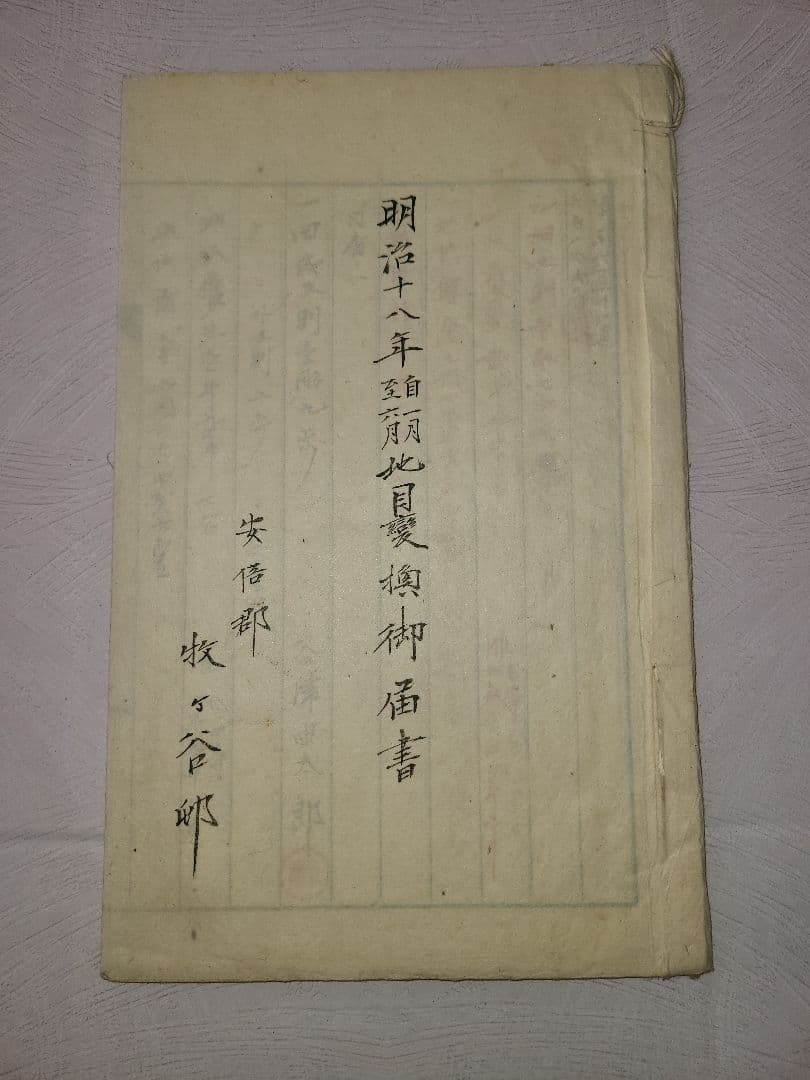 明治十八年自一月至六月地目變換御届書
安倍郡
牧ヶ谷邨